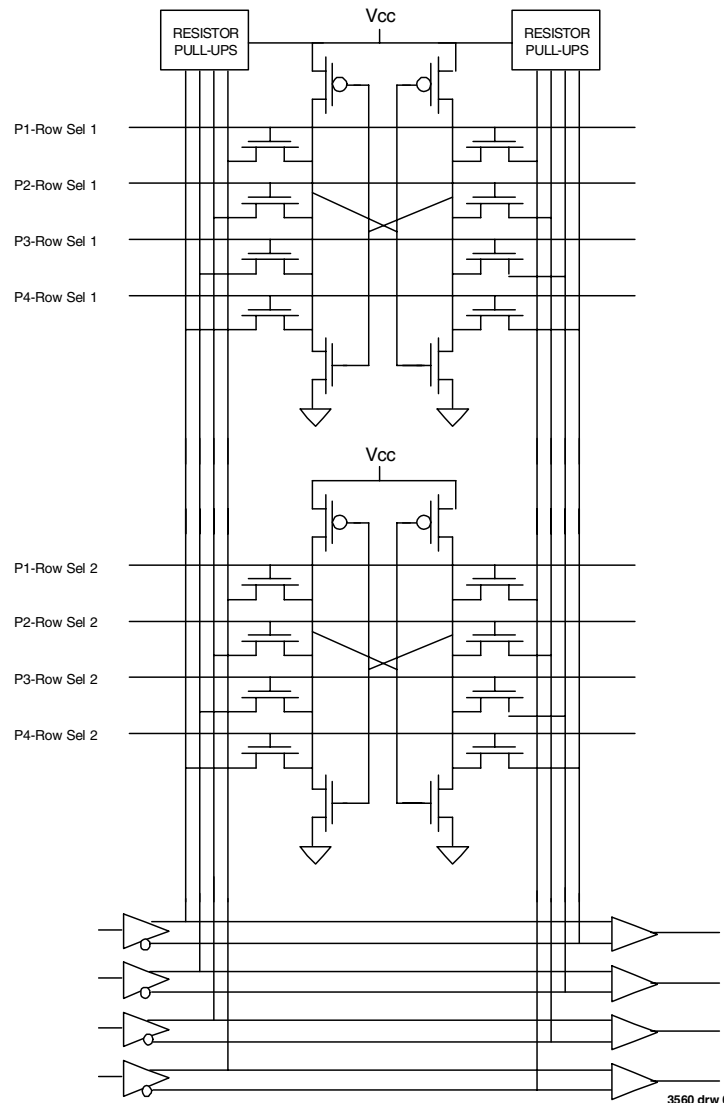 RESISTOR
PULL-UPS
Vcc
RESISTOR
PULL-UPS
P1-Row Sel 1
P2-Row Sel 1
P3-Row Sel 1
P4-Row Sel 1
Vcc
P1-Row Sel 2
P2-Row Sel 2
P3-Row Sel 2
P4-Row Sel 2
3560 drw